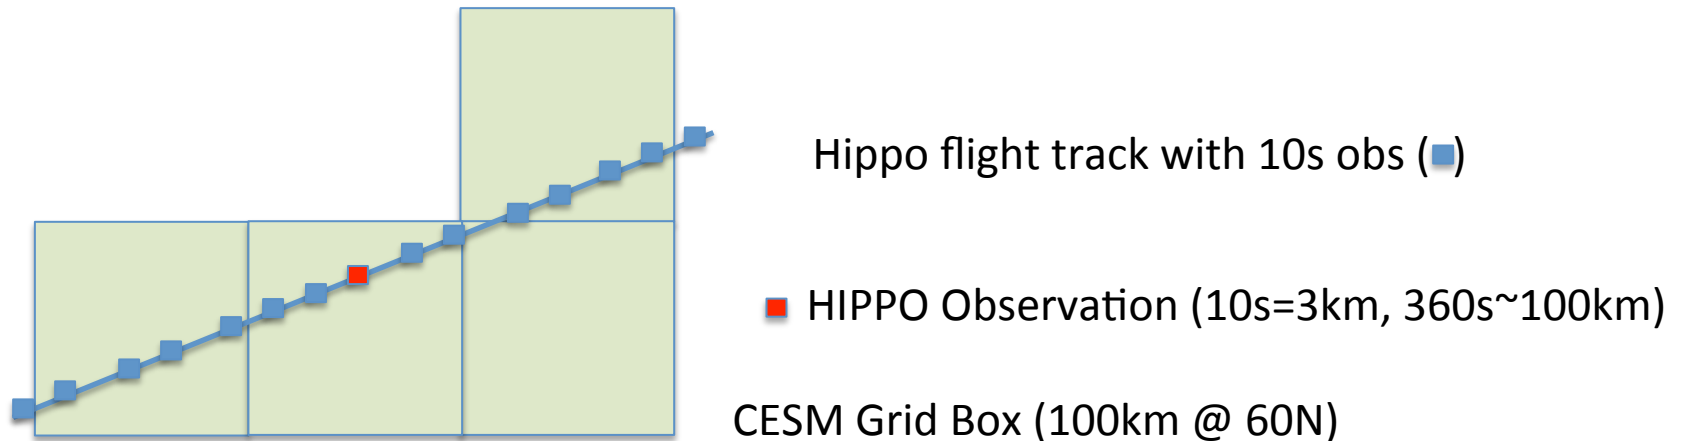 Hippo flight track with 10s obs ( )
HIPPO Observation (10s=3km, 360s~100km)
CESM Grid Box (100km @ 60N)